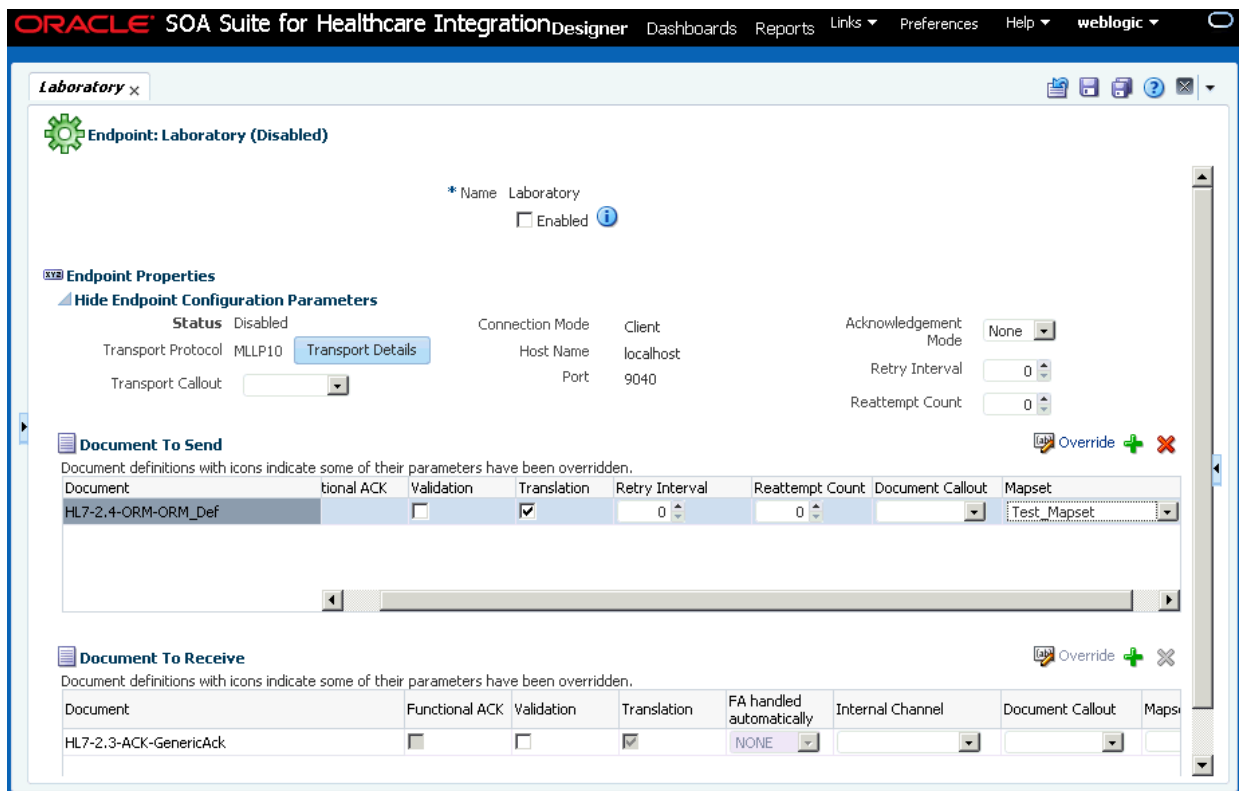 ORACLE SOA Suite for Healthcare Integration Designer Dashboards Reports Links Preferences Help weblogic
Laboratory
Endpoint: Laboratory (Disabled)
* Name Laboratory
Enabled
Endpoint Properties
Hide Endpoint Configuration Parameters
Status Disabled
Transport Protocol MLLP10 Transport Details
Transport Callout
Connection Mode Client
Host Name localhost
Port 9040
Acknowledgement Mode None
Retry Interval 0
Reattempt Count 0
Document To Send
Override
Document definitions with icons indicate some of their parameters have been overridden.
Document tional ACK Validation Translation Retry Interval Reattempt Count Document Callout Mapset
HL7-2.4-ORM-ORM_Def 0 0 Test_Mapset
Document To Receive
Override
Document definitions with icons indicate some of their parameters have been overridden.
Document Functional ACK Validation Translation FA handled automatically Internal Channel Document Callout Maps
HL7-2.3-ACK-GenericAck NONE